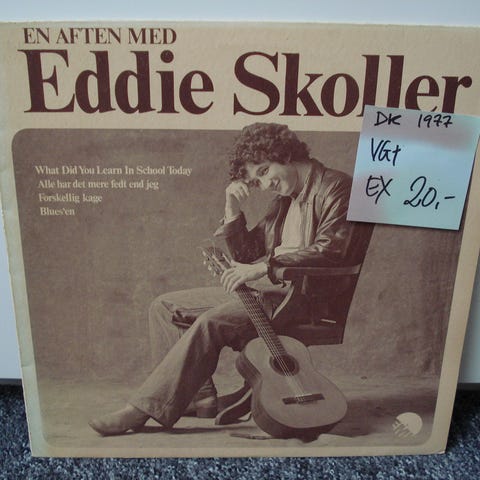 EN AFTEN MED
Eddie Skoller
DK 1977
VG+
EX 20,-
What Did You Learn In School Today
Alle har det mere fedt end jeg
Forskellig kage
Blues'en
EMI